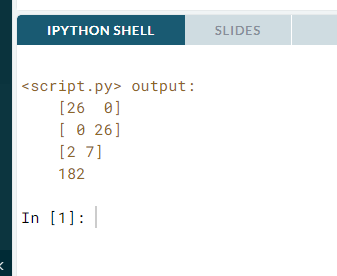 IPYTHON SHELL
SLIDES
<script.py> output:
    [26  0]
    [ 0 26]
    [2 7]
    182
In [1]: